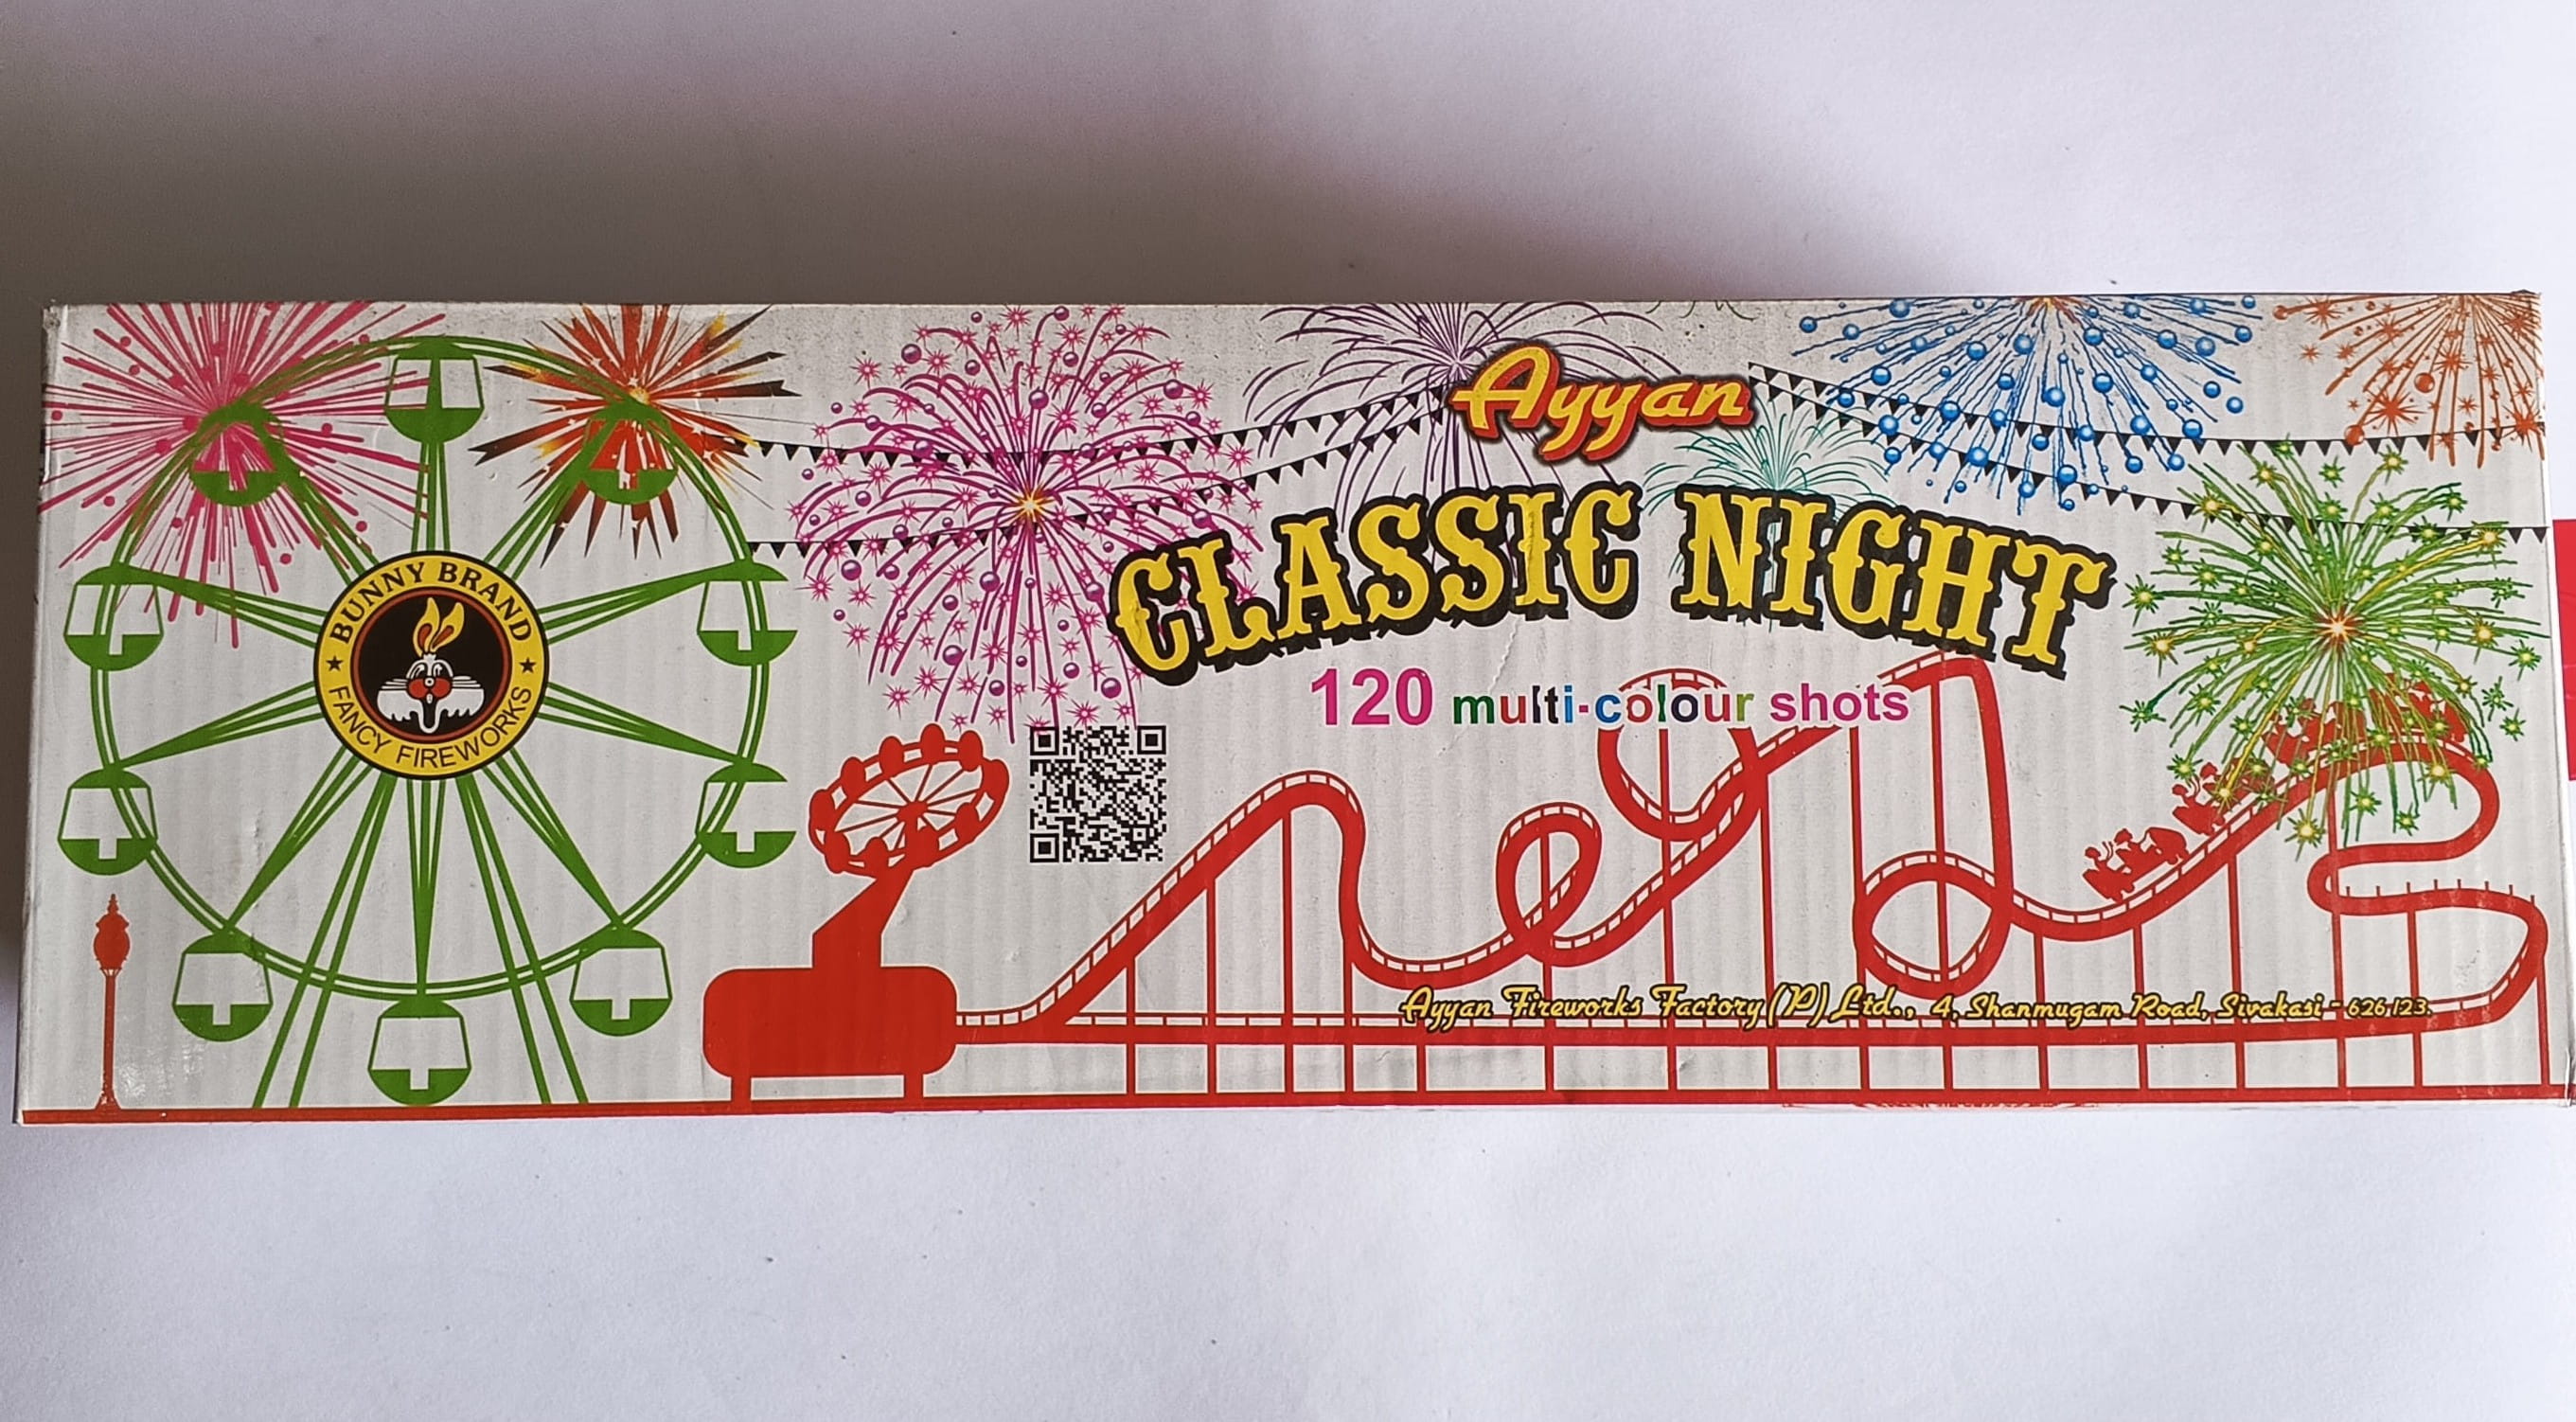 BUNNY BRAND
FANCY FIREWORKS
Ayyan
CLASSIC NIGHT
120 multi-colour shots
Ayyan Fireworks Factory (P) Ltd., 4, Shanmugam Road, Sivakasi - 626 123.